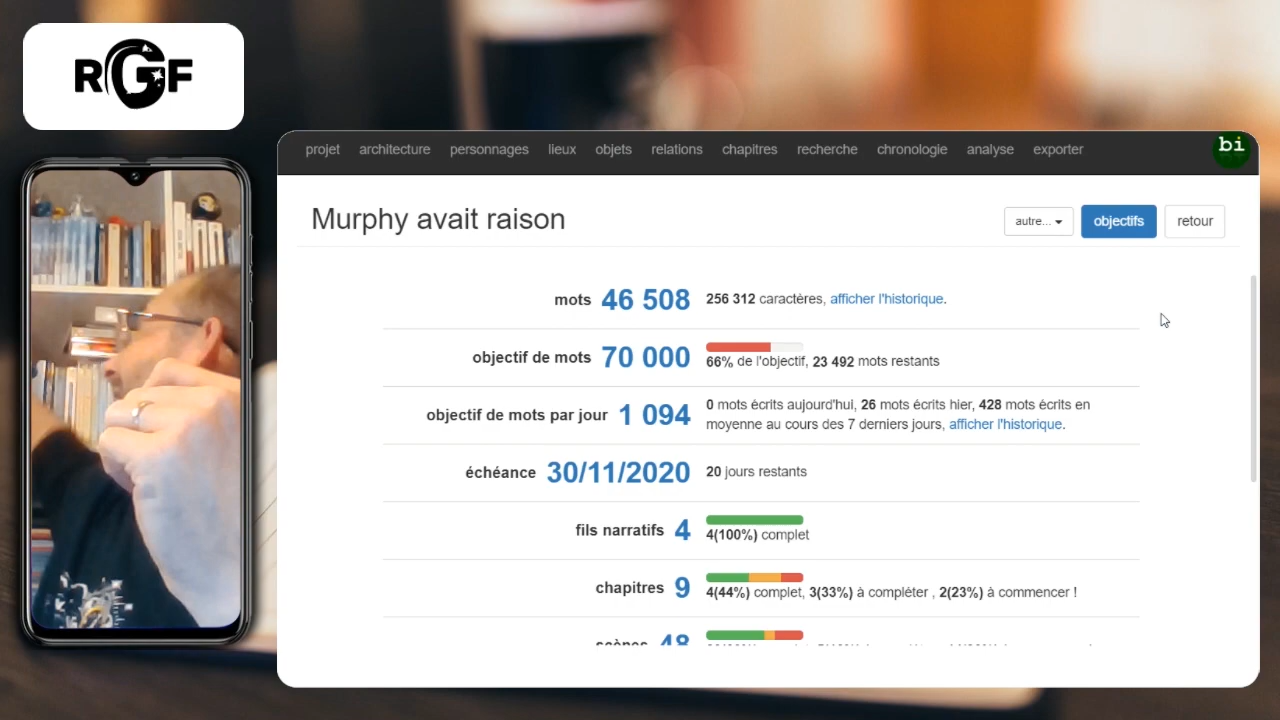 RGF
projet architecture personnages lieux objets relations chapitres recherche chronologie analyse exporter bi
Murphy avait raison autre... objectifs retour
mots 46 508 256 312 caractères, afficher l'historique.
objectif de mots 70 000 66% de l'objectif, 23 492 mots restants
objectif de mots par jour 1 094 0 mots écrits aujourd'hui, 26 mots écrits hier, 428 mots écrits en
moyenne au cours des 7 derniers jours, afficher l'historique.
échéance 30/11/2020 20 jours restants
fils narratifs 4 4(100%) complet
chapitres 9 4(44%) complet, 3(33%) à compléter , 2(23%) à commencer !
scènes 48